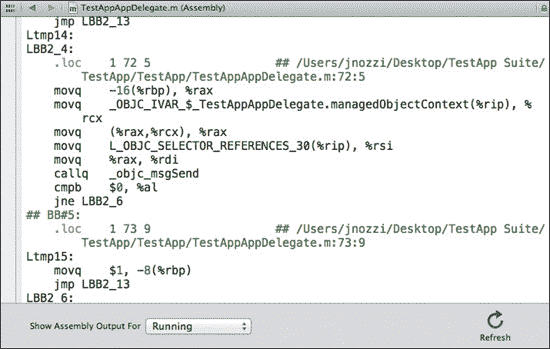 TestAppAppDelegate.m (Assembly)
jmp LBB2_13
Ltmp14:
LBB2_4:
.loc 1 72 5 ## /Users/jnozzi/Desktop/TestApp Suite/
TestApp/TestApp/TestAppAppDelegate.m:72:5
movq -16(%rbp), %rax
movq _OBJC_IVAR_$_TestAppAppDelegate.managedObjectContext(%rip), %
rcx
movq (%rax,%rcx), %rax
movq L_OBJC_SELECTOR_REFERENCES_30(%rip), %rsi
movq %rax, %rdi
callq _objc_msgSend
cmpb $0, %al
jne LBB2_6
## BB#5:
.loc 1 73 9 ## /Users/jnozzi/Desktop/TestApp Suite/
TestApp/TestApp/TestAppAppDelegate.m:73:9
Ltmp15:
movq $1, -8(%rbp)
jmp LBB2_13
LBB2_6:
Show Assembly Output For Running
Refresh